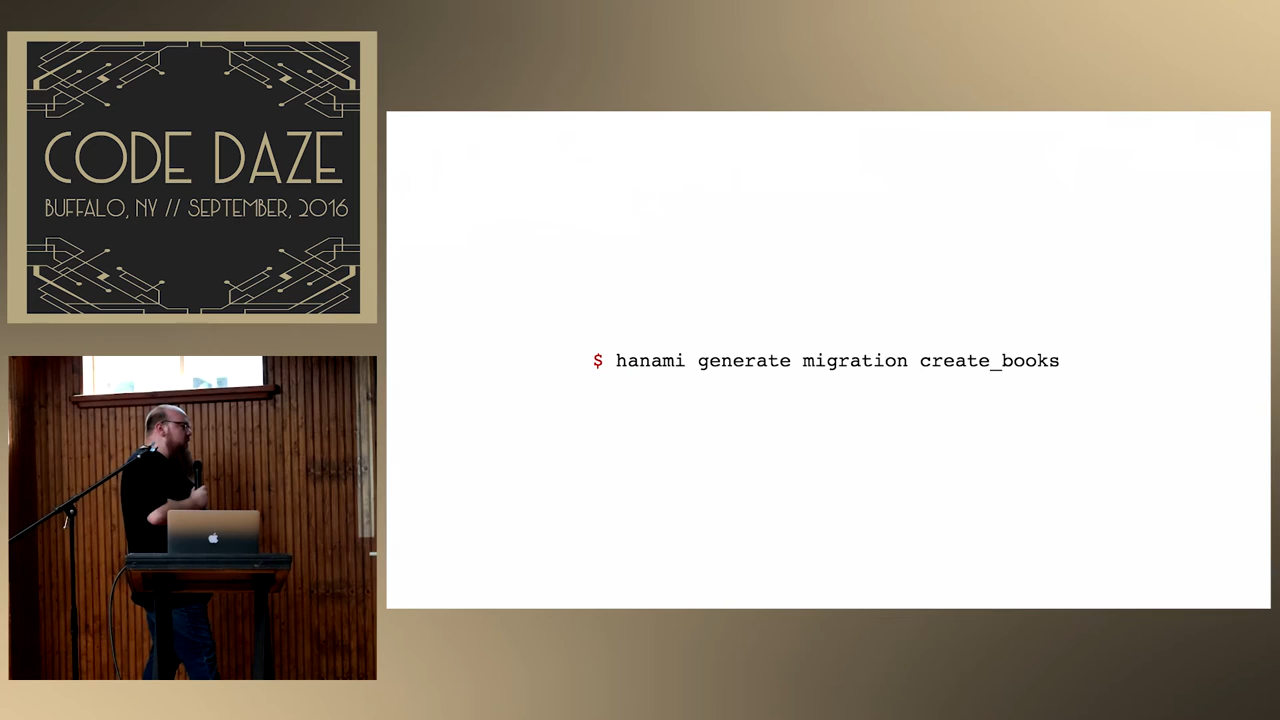 CODE DAZE
BUFFALO, NY // SEPTEMBER, 2016
$ hanami generate migration create_books